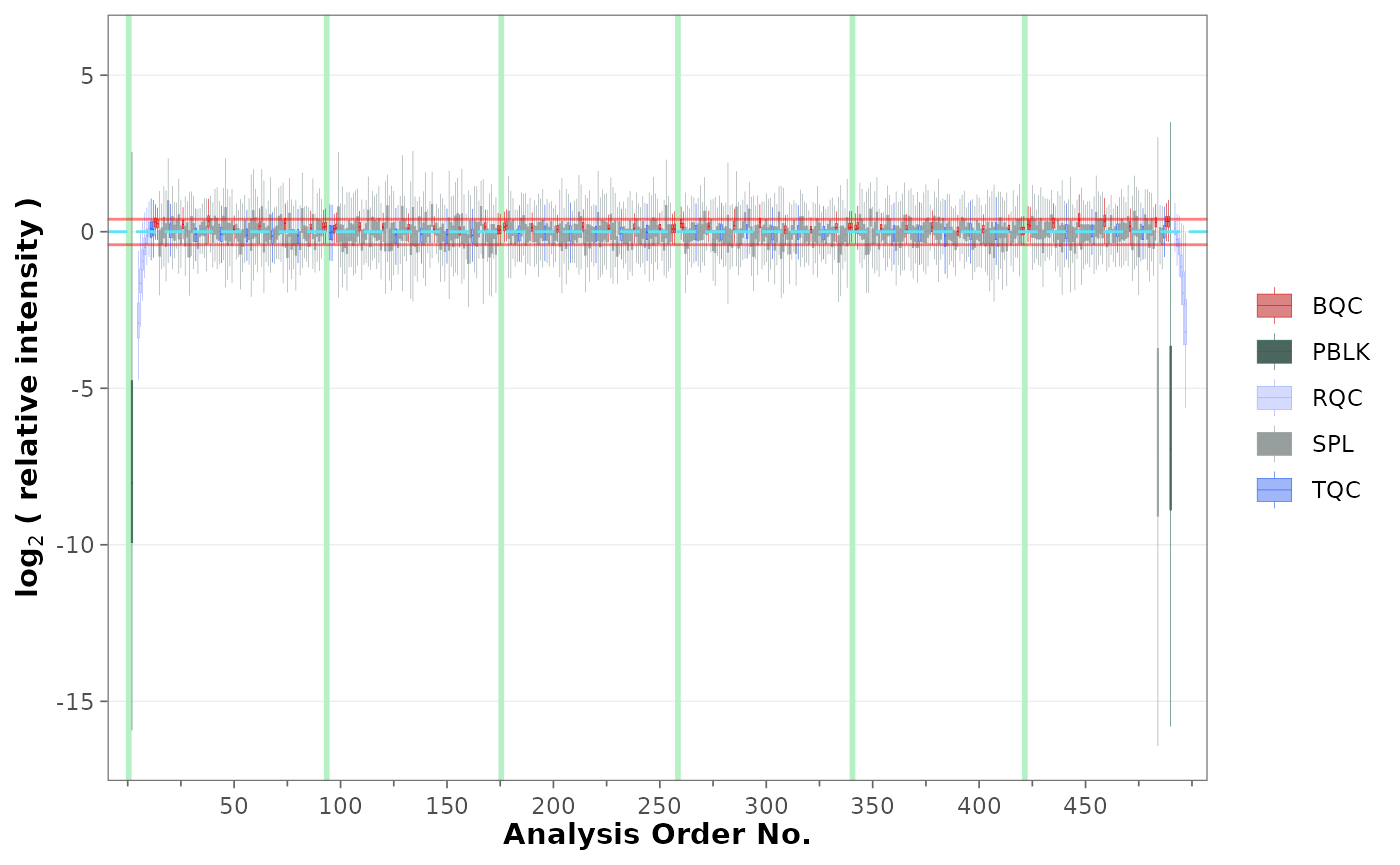 log2 ( relative intensity )
5
0
-5
-10
-15
50 100 150 200 250 300 350 400 450
Analysis Order No.
BQC
PBLK
RQC
SPL
TQC